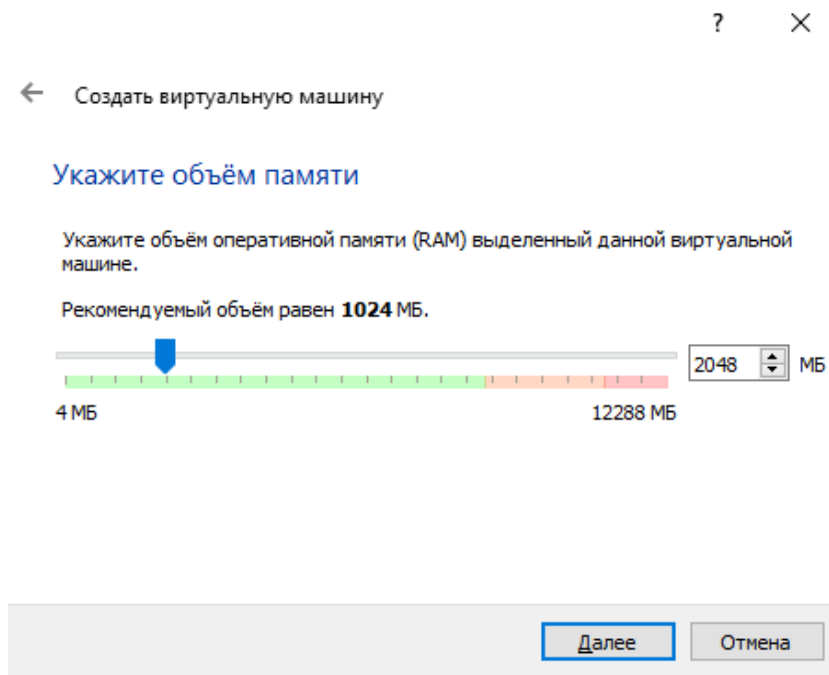 ?
Создать виртуальную машину
Укажите объём памяти
Укажите объём оперативной памяти (RAM) выделенный данной виртуальной
машине.
Рекомендуемый объём равен 1024 МБ.
2048 МБ
4 МБ 12288 МБ
Далее Отмена